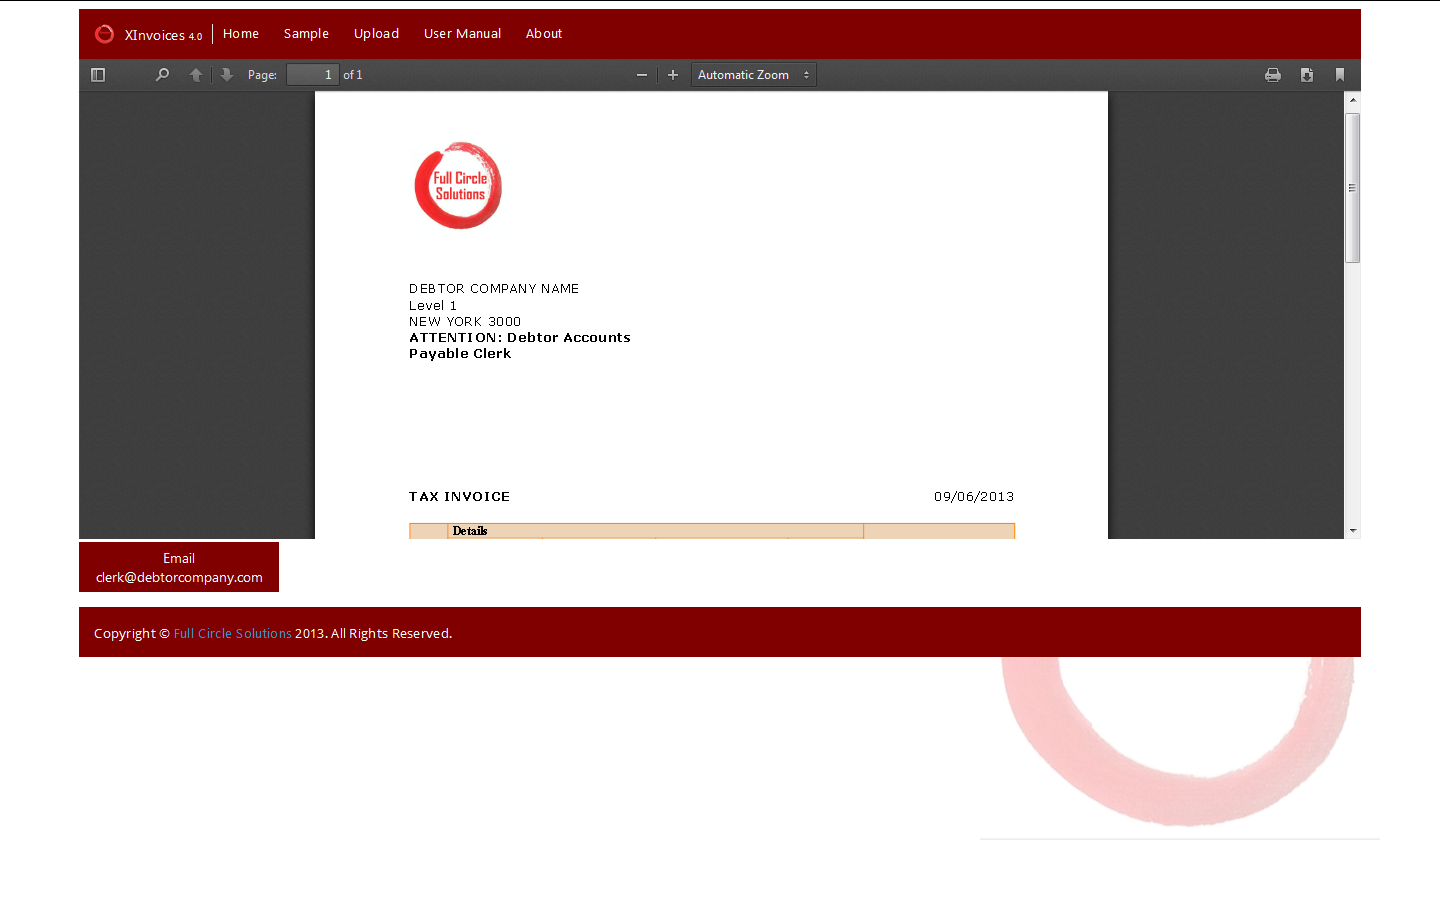 XInvoices 4.0 Home Sample Upload User Manual About
Page: 1 of 1 Automatic Zoom
Full Circle
Solutions
DEBTOR COMPANY NAME
Level 1
NEW YORK 3000
ATTENTION: Debtor Accounts
Payable Clerk
TAX INVOICE 09/06/2013
Details
Email
clerk@debtorcompany.com
Copyright © Full Circle Solutions 2013. All Rights Reserved.